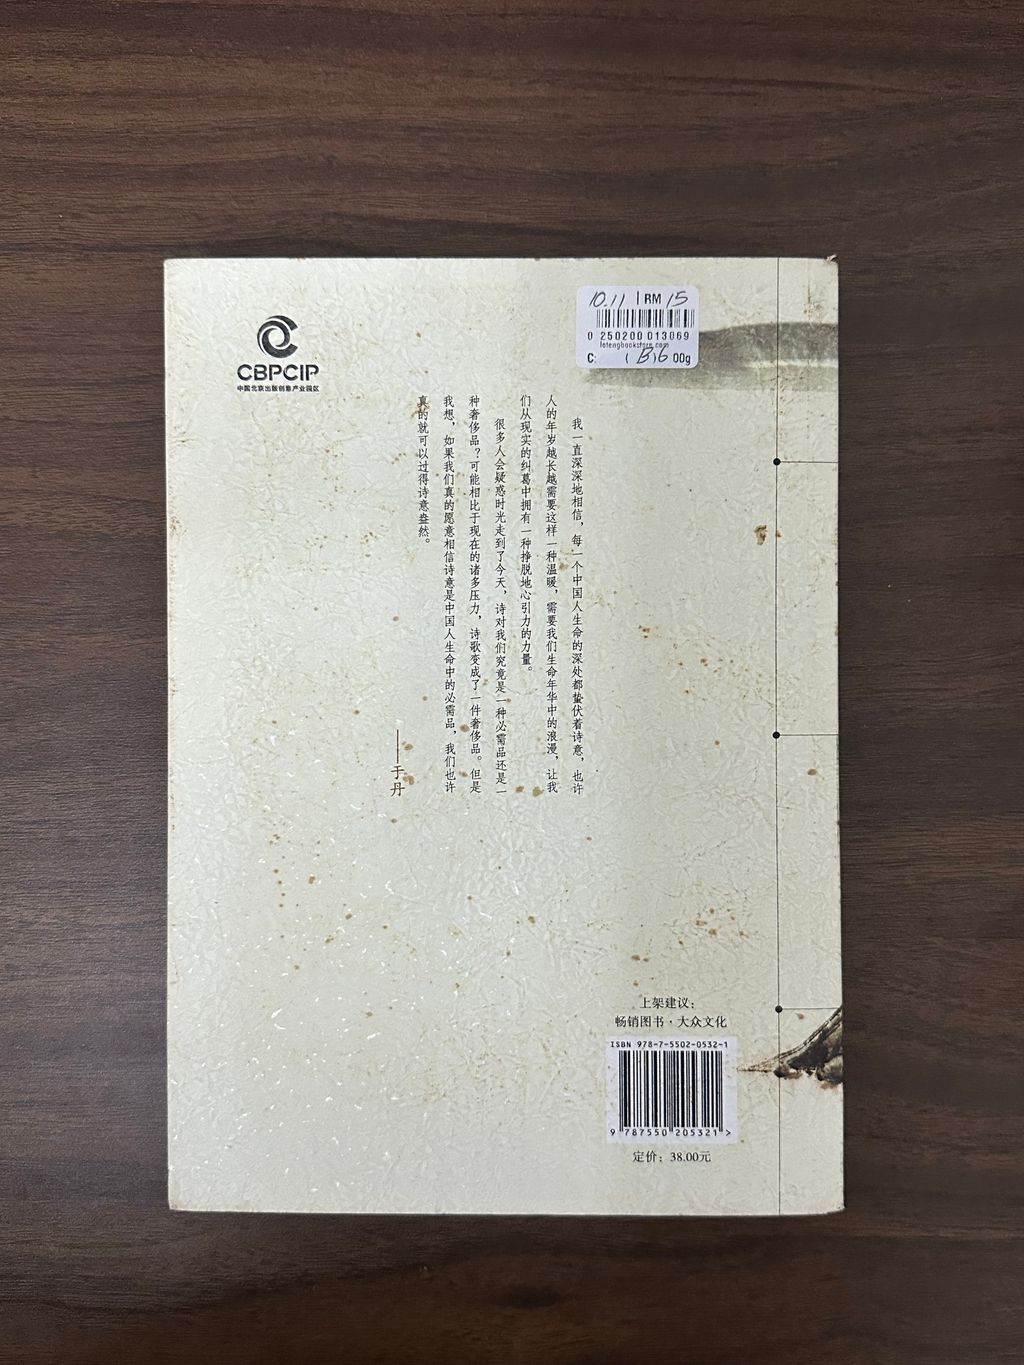 10.11 RM 15
0 250200 013069
latengbookstore.com
C: B16 00g
CBPCIP
中国北京出版创意产业园区
我一直深深地相信，每一个中国人生命的深处都蛰伏着诗意，也许
人的年岁越长越需要这样一种温暖，需要我们生命年华中的浪漫，让我
们从现实的纠葛中拥有一种挣脱地心引力的力量。
很多人会疑惑时光走到了今天，诗对我们究竟是一种必需品还是一
种奢侈品？可能相比于现在的诸多压力，诗歌变成了一件奢侈品。但是
我想，如果我们真的愿意相信诗意是中国人生命中的必需品，我们也许
真的就可以过得诗意盎然。
——于丹
上架建议：
畅销图书·大众文化
ISBN 978-7-5502-0532-1
9 787550 205321 >
定价：38.00元